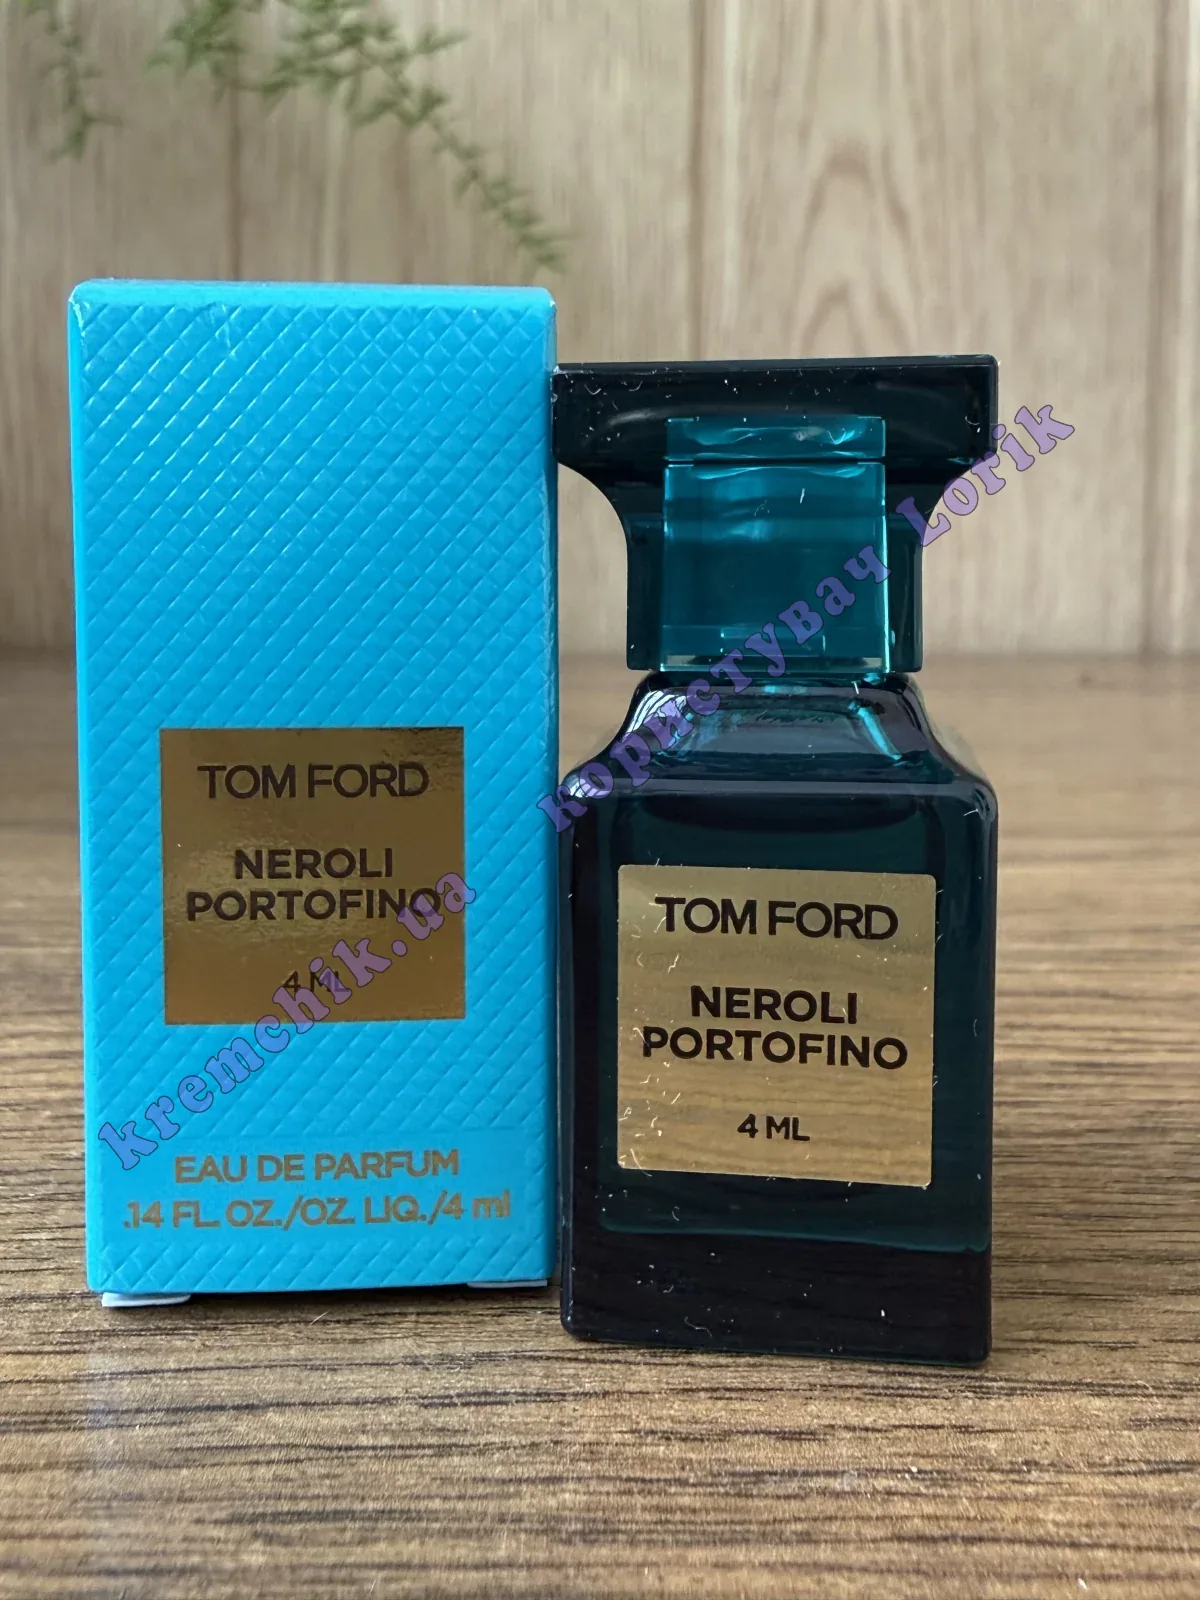 TOM FORD
NEROLI
PORTOFINO
4 ML
EAU DE PARFUM
.14 FL. OZ./OZ. LIQ./4 ml
TOM FORD
NEROLI
PORTOFINO
4 ML
kremchik.ua
користувач Lorik